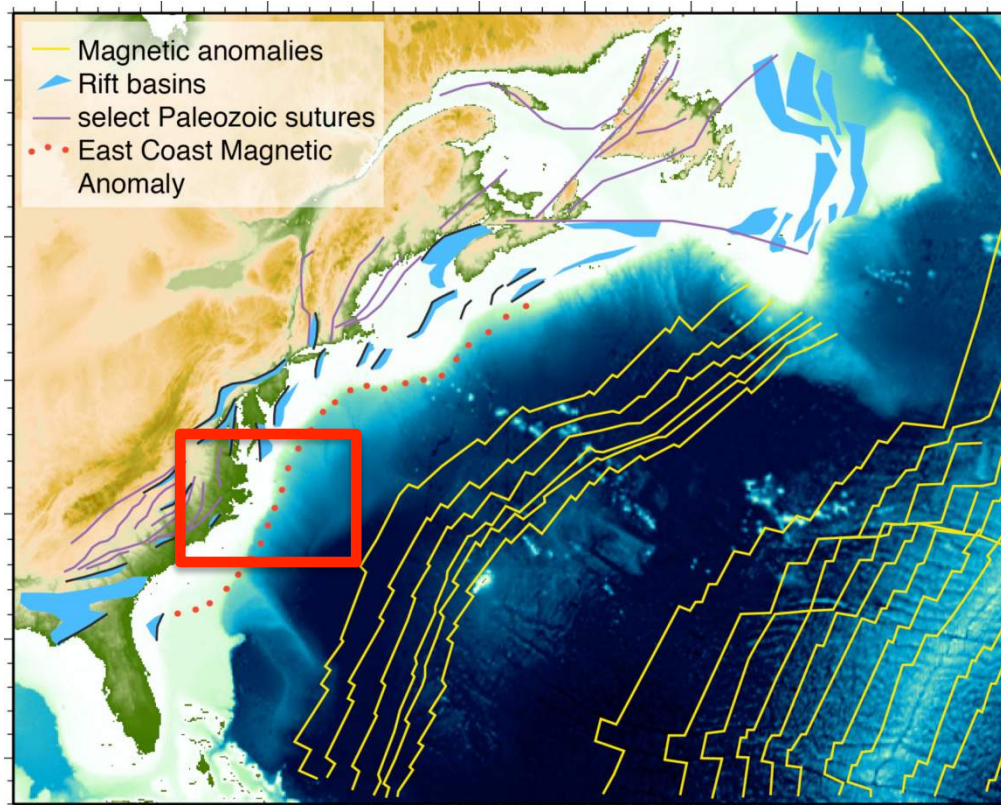 Magnetic anomalies
Rift basins
select Paleozoic sutures
East Coast Magnetic
Anomaly